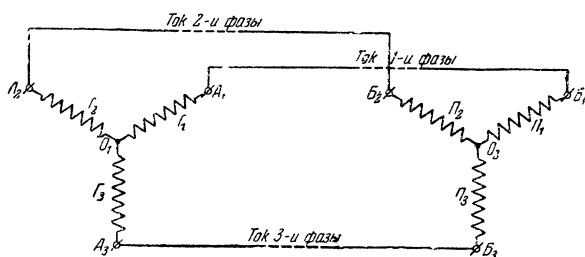 Ток 2-й фазы
Ток 1-й фазы
А₂
Г₂
Г₁
А₁
Б₂
П₂
П₁
Б₁
О₁
О₃
Г₃
П₃
А₃
Ток 3-й фазы
Б₃